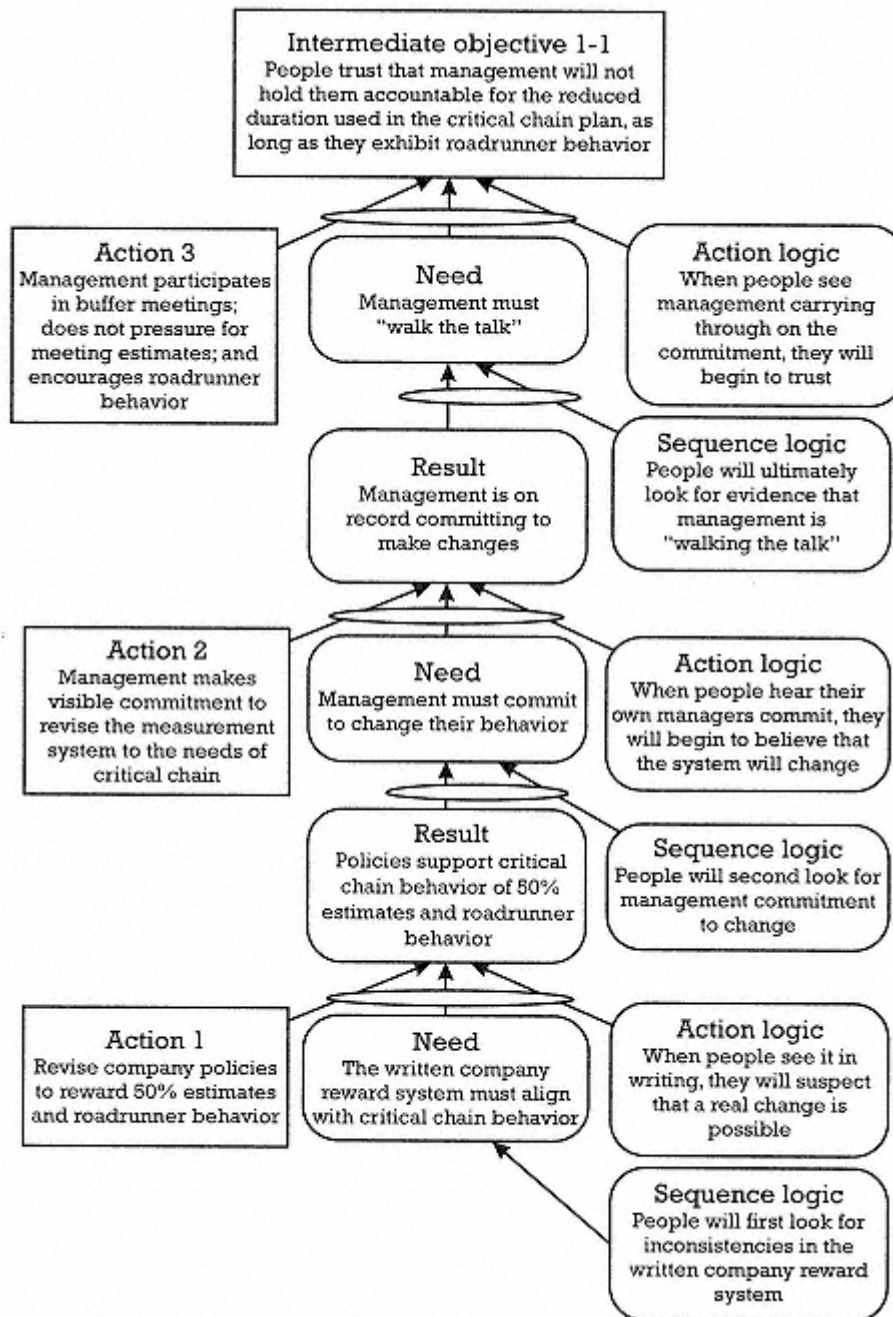 Intermediate objective 1-1
People trust that management will not
hold them accountable for the reduced
duration used in the critical chain plan, as
long as they exhibit roadrunner behavior
Action 3
Management participates
in buffer meetings;
does not pressure for
meeting estimates; and
encourages roadrunner
behavior
Need
Management must
“walk the talk”
Action logic
When people see
management carrying
through on the
commitment, they will
begin to trust
Result
Management is on
record committing to
make changes
Sequence logic
People will ultimately
look for evidence that
management is
“walking the talk”
Action 2
Management makes
visible commitment to
revise the measurement
system to the needs of
critical chain
Need
Management must commit
to change their behavior
Action logic
When people hear their
own managers commit, they
will begin to believe that
the system will change
Result
Policies support critical
chain behavior of 50%
estimates and roadrunner
behavior
Sequence logic
People will second look for
management commitment
to change
Action 1
Revise company policies
to reward 50% estimates
and roadrunner behavior
Need
The written company
reward system must align
with critical chain behavior
Action logic
When people see it in
writing, they will suspect
that a real change is
possible
Sequence logic
People will first look for
inconsistencies in the
written company reward
system